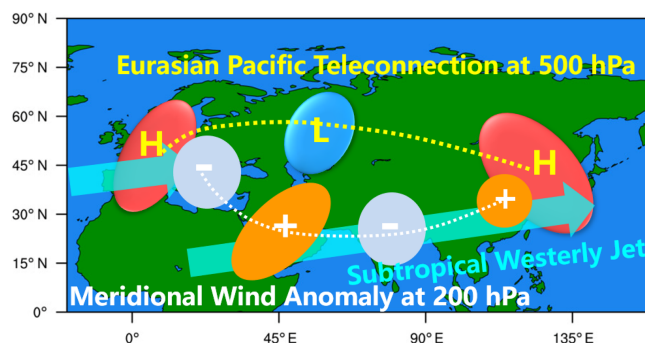 90° N
Eurasian Pacific Teleconnection at 500 hPa
75° N
60° N
H
L
45° N
-
H
30° N
+
-
+
15° N
Subtropical Westerly Jet
Meridional Wind Anomaly at 200 hPa
0°
0°
45° E
90° E
135° E